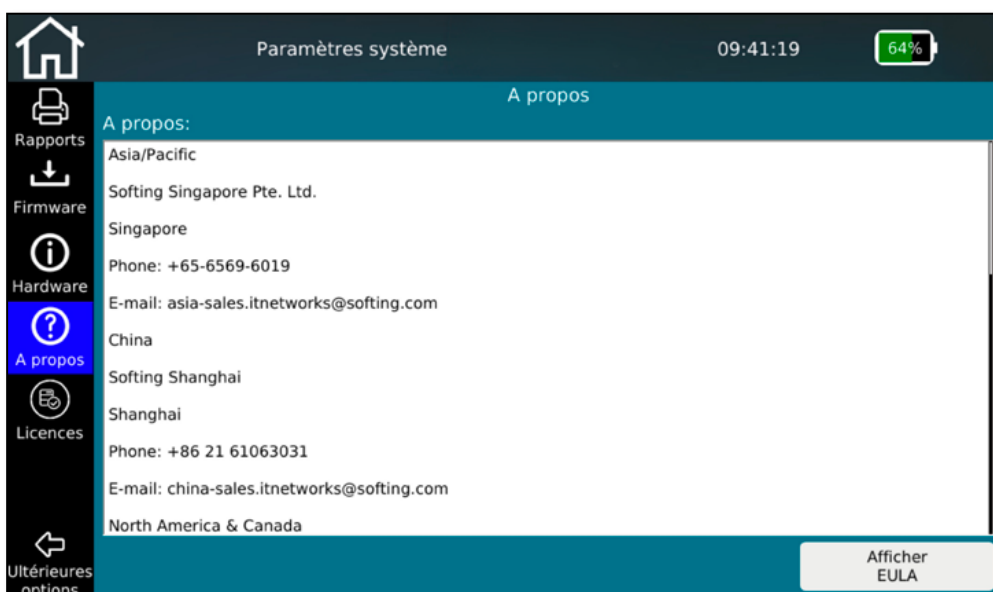 Paramètres système
09:41:19
64%
A propos
Rapports
Firmware
Hardware
A propos
Licences
Ultérieures
options
A propos:
Asia/Pacific
Softing Singapore Pte. Ltd.
Singapore
Phone: +65-6569-6019
E-mail: asia-sales.itnetworks@softing.com
China
Softing Shanghai
Shanghai
Phone: +86 21 61063031
E-mail: china-sales.itnetworks@softing.com
North America & Canada
Afficher
EULA